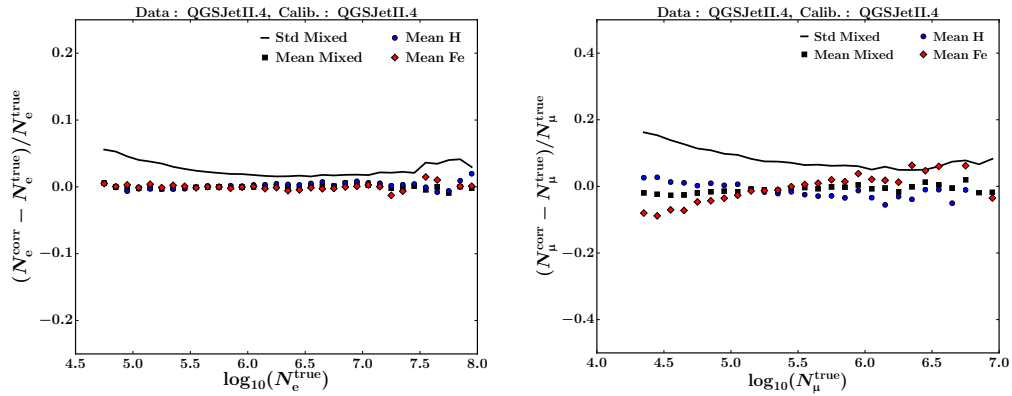 Data : QGSJetII.4, Calib. : QGSJetII.4
Std Mixed
Mean Mixed
Mean H
Mean Fe
(N_e^corr − N_e^true)/N_e^true
0.2
0.1
0.0
−0.1
−0.2
4.5 5.0 5.5 6.0 6.5 7.0 7.5 8.0
log₁₀(N_e^true)
Data : QGSJetII.4, Calib. : QGSJetII.4
Std Mixed
Mean Mixed
Mean H
Mean Fe
(N_μ^corr − N_μ^true)/N_μ^true
0.4
0.2
0.0
−0.2
−0.4
4.0 4.5 5.0 5.5 6.0 6.5 7.0
log₁₀(N_μ^true)